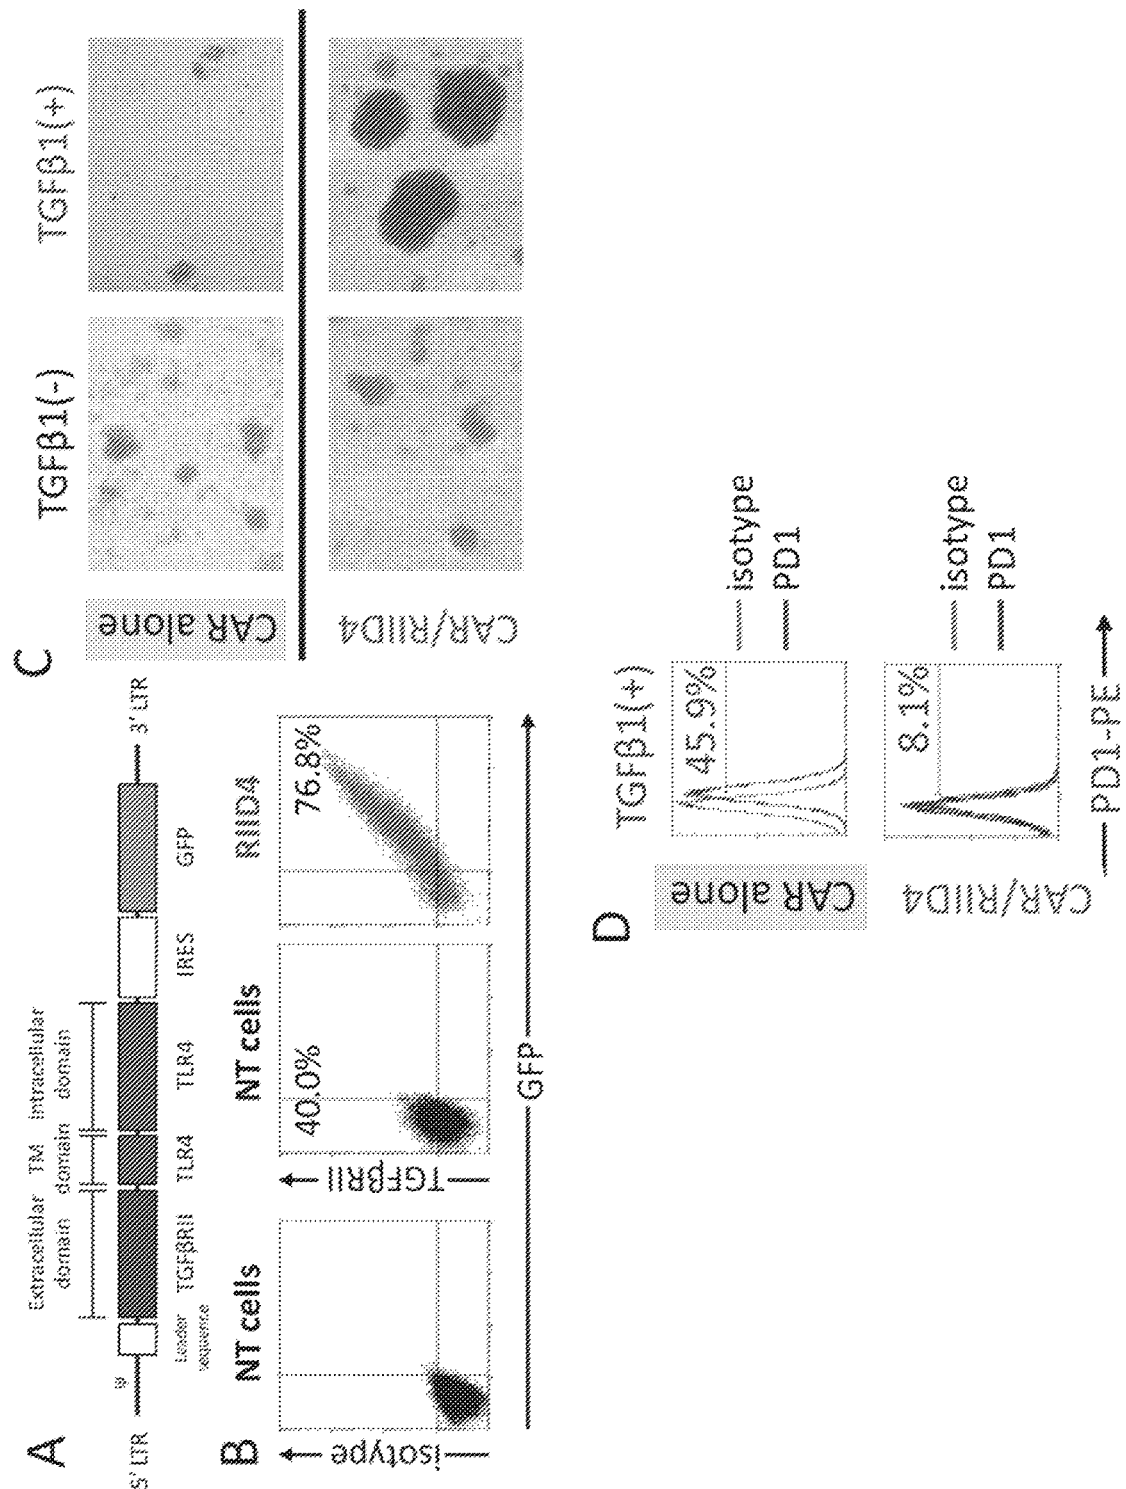 A
Extracellular
domain
TM
domain
Intracellular
domain
5' LTR
Ψ
3' LTR
Leader
sequence
TGFβRII
TLR4
TLR4
IRES
GFP
B
NT cells
NT cells
RIID4
isotype
TGFβRII
40.0%
76.8%
GFP
C
TGFβ1(-)
TGFβ1(+)
CAR alone
CAR/RIID4
D
TGFβ1(+)
CAR alone
45.9%
isotype
PD1
CAR/RIID4
8.1%
isotype
PD1
PD1-PE